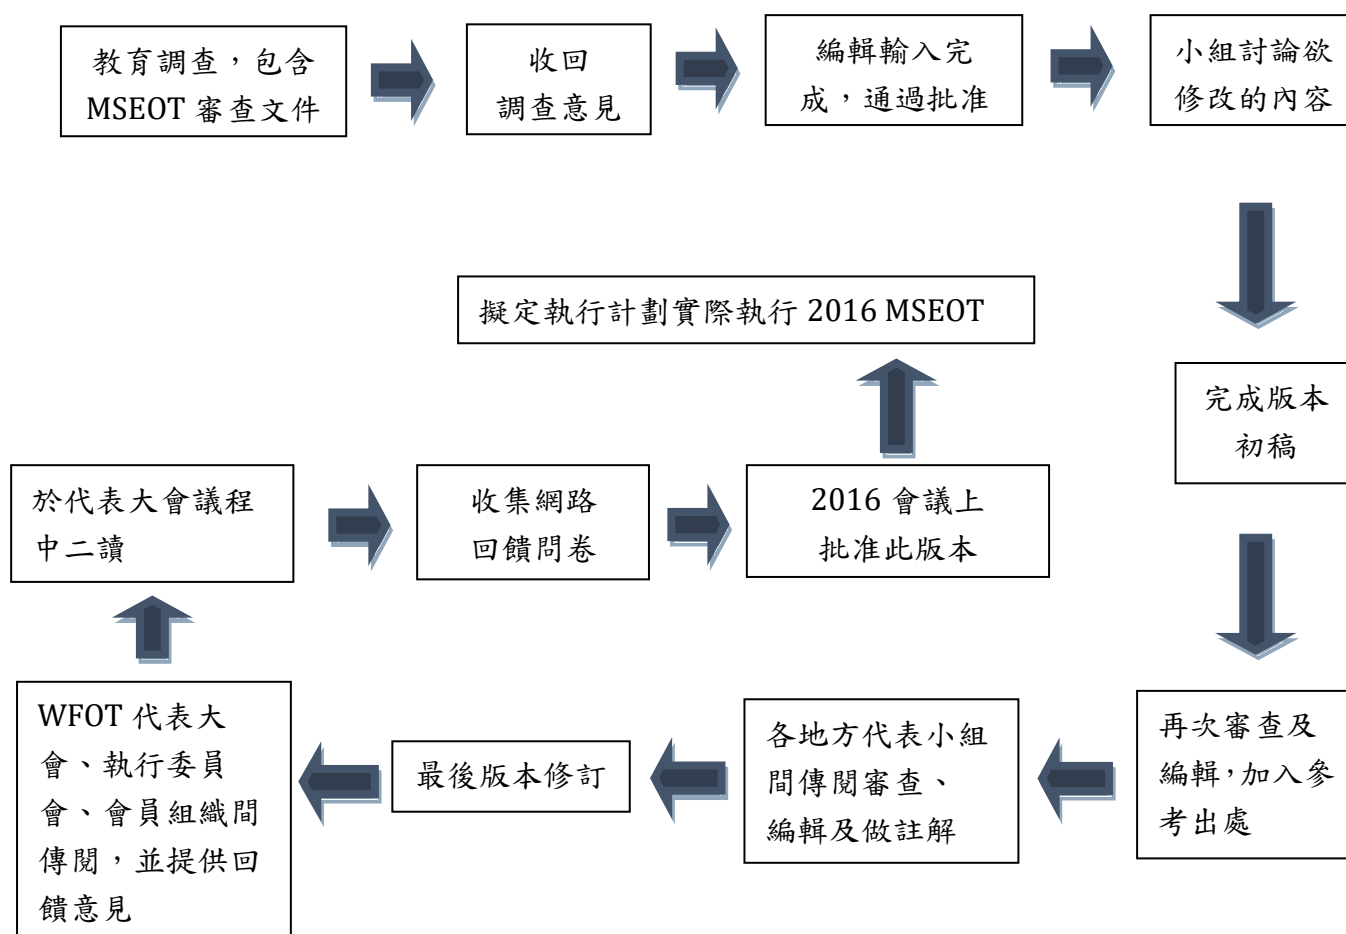 教育調查，包含
MSEOT 審查文件
收回
調查意見
編輯輸入完
成，通過批准
小組討論欲
修改的內容
完成版本
初稿
再次審查及
編輯，加入參
考出處
各地方代表小組
間傳閱審查、
編輯及做註解
最後版本修訂
WFOT 代表大
會、執行委員
會、會員組織間
傳閱，並提供回
饋意見
於代表大會議程
中二讀
收集網路
回饋問卷
2016 會議上
批准此版本
擬定執行計劃實際執行 2016 MSEOT